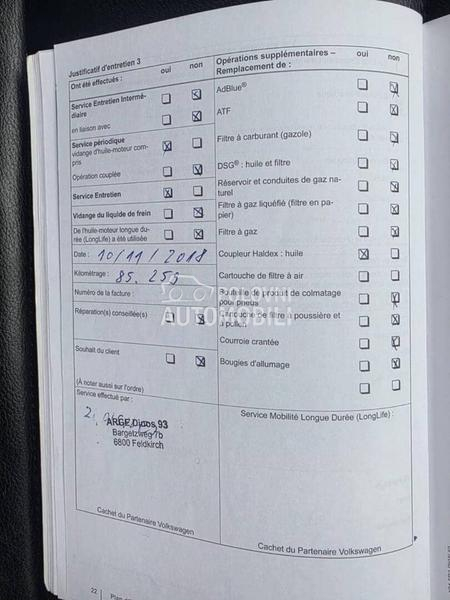 Justificatif d'entretien 3
oui
non
Ont été effectués :
Service Entretien Intermé-
diaire
en liaison avec
Service périodique
vidange d'huile-moteur com-
pris
Opération couplée
Service Entretien
Vidange du liquide de frein
De l'huile-moteur longue du-
rée (LongLife) a été utilisée
Date : 10/11/2018
Kilométrage : 85.259
Numéro de la facture :
Réparation(s) conseillée(s)
Souhait du client
(À noter aussi sur l'ordre)
Service effectué par :
ARGE Dipos 93
Bargetzweg 7b
6800 Feldkirch
Cachet du Partenaire Volkswagen
Opérations supplémentaires –
Remplacement de :
oui
non
AdBlue®
ATF
Filtre à carburant (gazole)
DSG® : huile et filtre
Réservoir et conduites de gaz na-
turel
Filtre à gaz liquéfié (filtre en pa-
pier)
Filtre à gaz
Coupleur Haldex : huile
Cartouche de filtre à air
Bouteille de produit de colmatage
pour pneus
Cartouche de filtre à poussière et
à pollen
Courroie crantée
Bougies d'allumage
Service Mobilité Longue Durée (LongLife) :
Cachet du Partenaire Volkswagen
22
POLOVNI
AUTOMOBILI